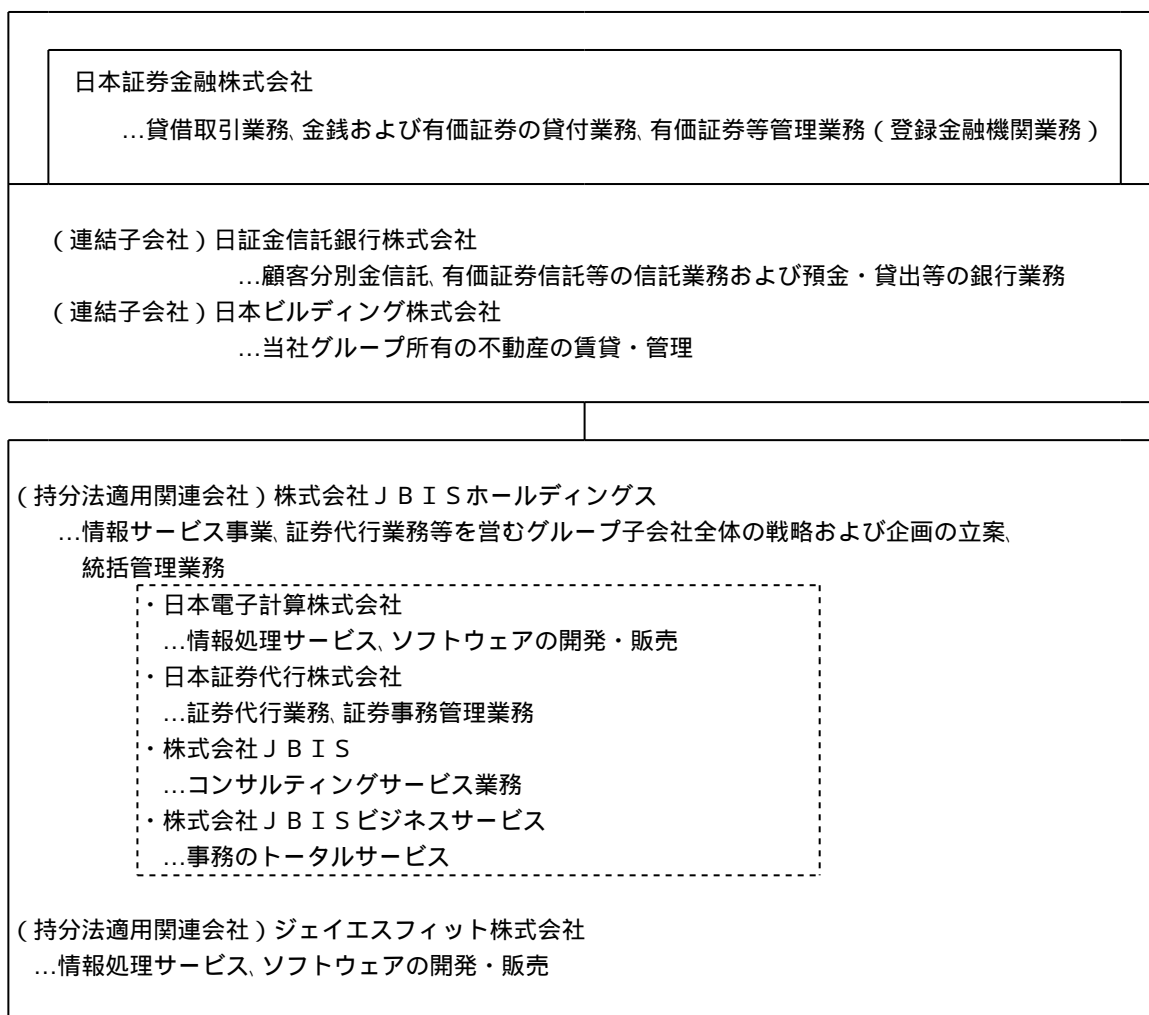 日本証券金融株式会社
…貸借取引業務、金銭および有価証券の貸付業務、有価証券等管理業務(登録金融機関業務)
(連結子会社)日証金信託銀行株式会社
…顧客分別金信託、有価証券信託等の信託業務および預金・貸出等の銀行業務
(連結子会社)日本ビルディング株式会社
…当社グループ所有の不動産の賃貸・管理
(持分法適用関連会社)株式会社JBISホールディングス
…情報サービス事業、証券代行業務等を営むグループ子会社全体の戦略および企画の立案、
統括管理業務
・日本電子計算株式会社
…情報処理サービス、ソフトウェアの開発・販売
・日本証券代行株式会社
…証券代行業務、証券事務管理業務
・株式会社JBIS
…コンサルティングサービス業務
・株式会社JBISビジネスサービス
…事務のトータルサービス
(持分法適用関連会社)ジェイエスフィット株式会社
…情報処理サービス、ソフトウェアの開発・販売